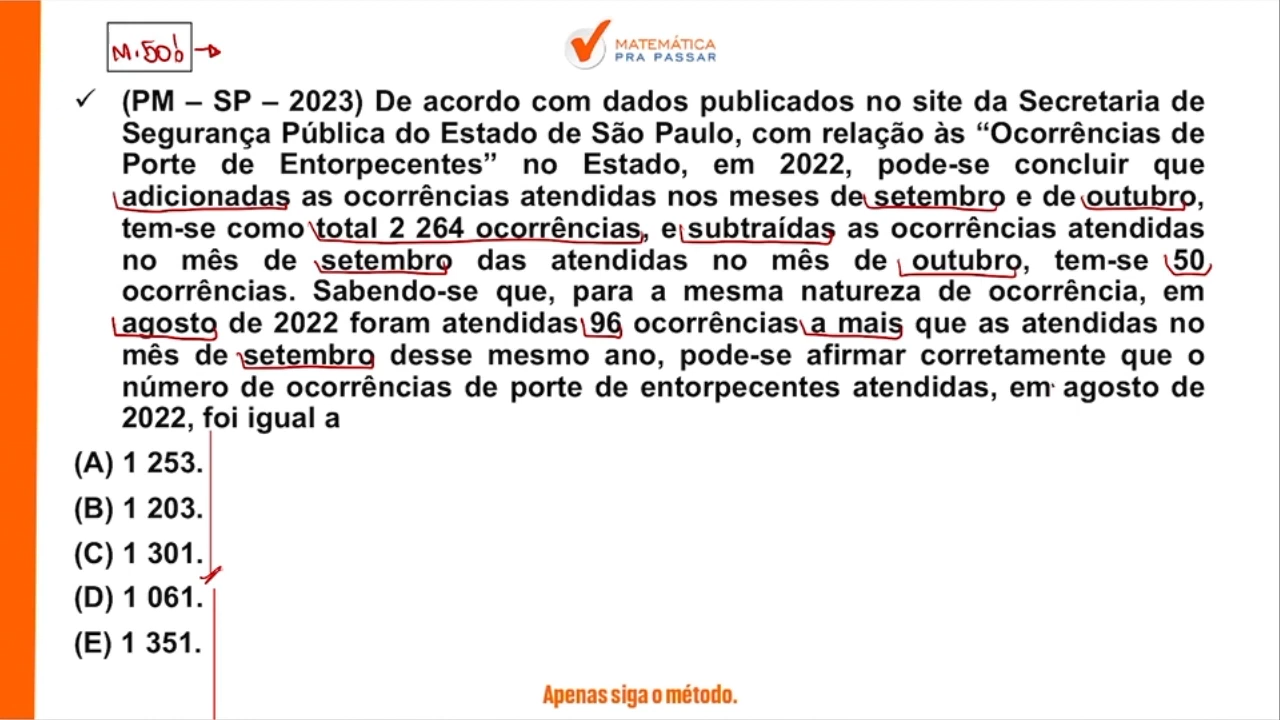 M.50!
MATEMÁTICA
PRA PASSAR
(PM – SP – 2023) De acordo com dados publicados no site da Secretaria de
Segurança Pública do Estado de São Paulo, com relação às “Ocorrências de
Porte de Entorpecentes” no Estado, em 2022, pode-se concluir que
adicionadas as ocorrências atendidas nos meses de setembro e de outubro,
tem-se como total 2 264 ocorrências, e subtraídas as ocorrências atendidas
no mês de setembro das atendidas no mês de outubro, tem-se 50
ocorrências. Sabendo-se que, para a mesma natureza de ocorrência, em
agosto de 2022 foram atendidas 96 ocorrências a mais que as atendidas no
mês de setembro desse mesmo ano, pode-se afirmar corretamente que o
número de ocorrências de porte de entorpecentes atendidas, em agosto de
2022, foi igual a
(A) 1 253.
(B) 1 203.
(C) 1 301.
(D) 1 061.
(E) 1 351.
Apenas siga o método.